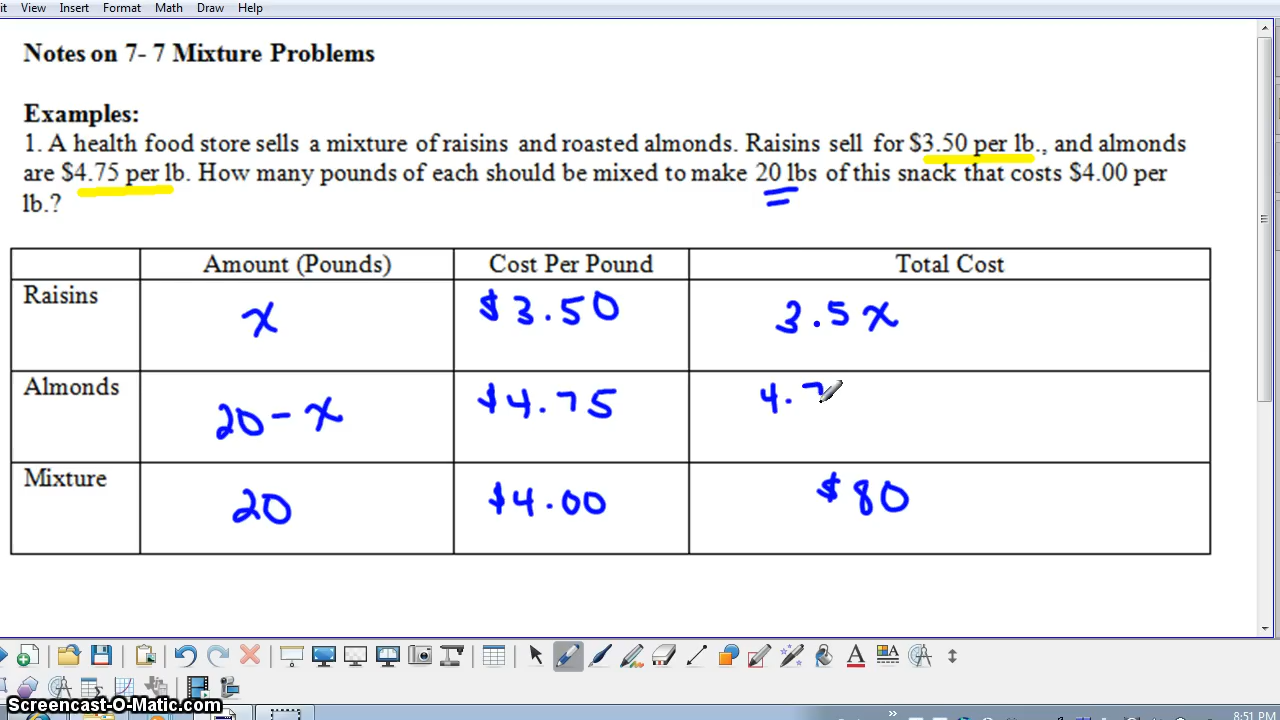 it View Insert Format Math Draw Help
Notes on 7- 7 Mixture Problems
Examples:
1. A health food store sells a mixture of raisins and roasted almonds. Raisins sell for $3.50 per lb., and almonds
are $4.75 per lb. How many pounds of each should be mixed to make 20 lbs of this snack that costs $4.00 per
lb.?
Amount (Pounds) Cost Per Pound Total Cost
Raisins x $3.50 3.5x
Almonds 20-x $4.75 4.7
Mixture 20 $4.00 $80
Screencast-O-Matic.com
8:51 PM